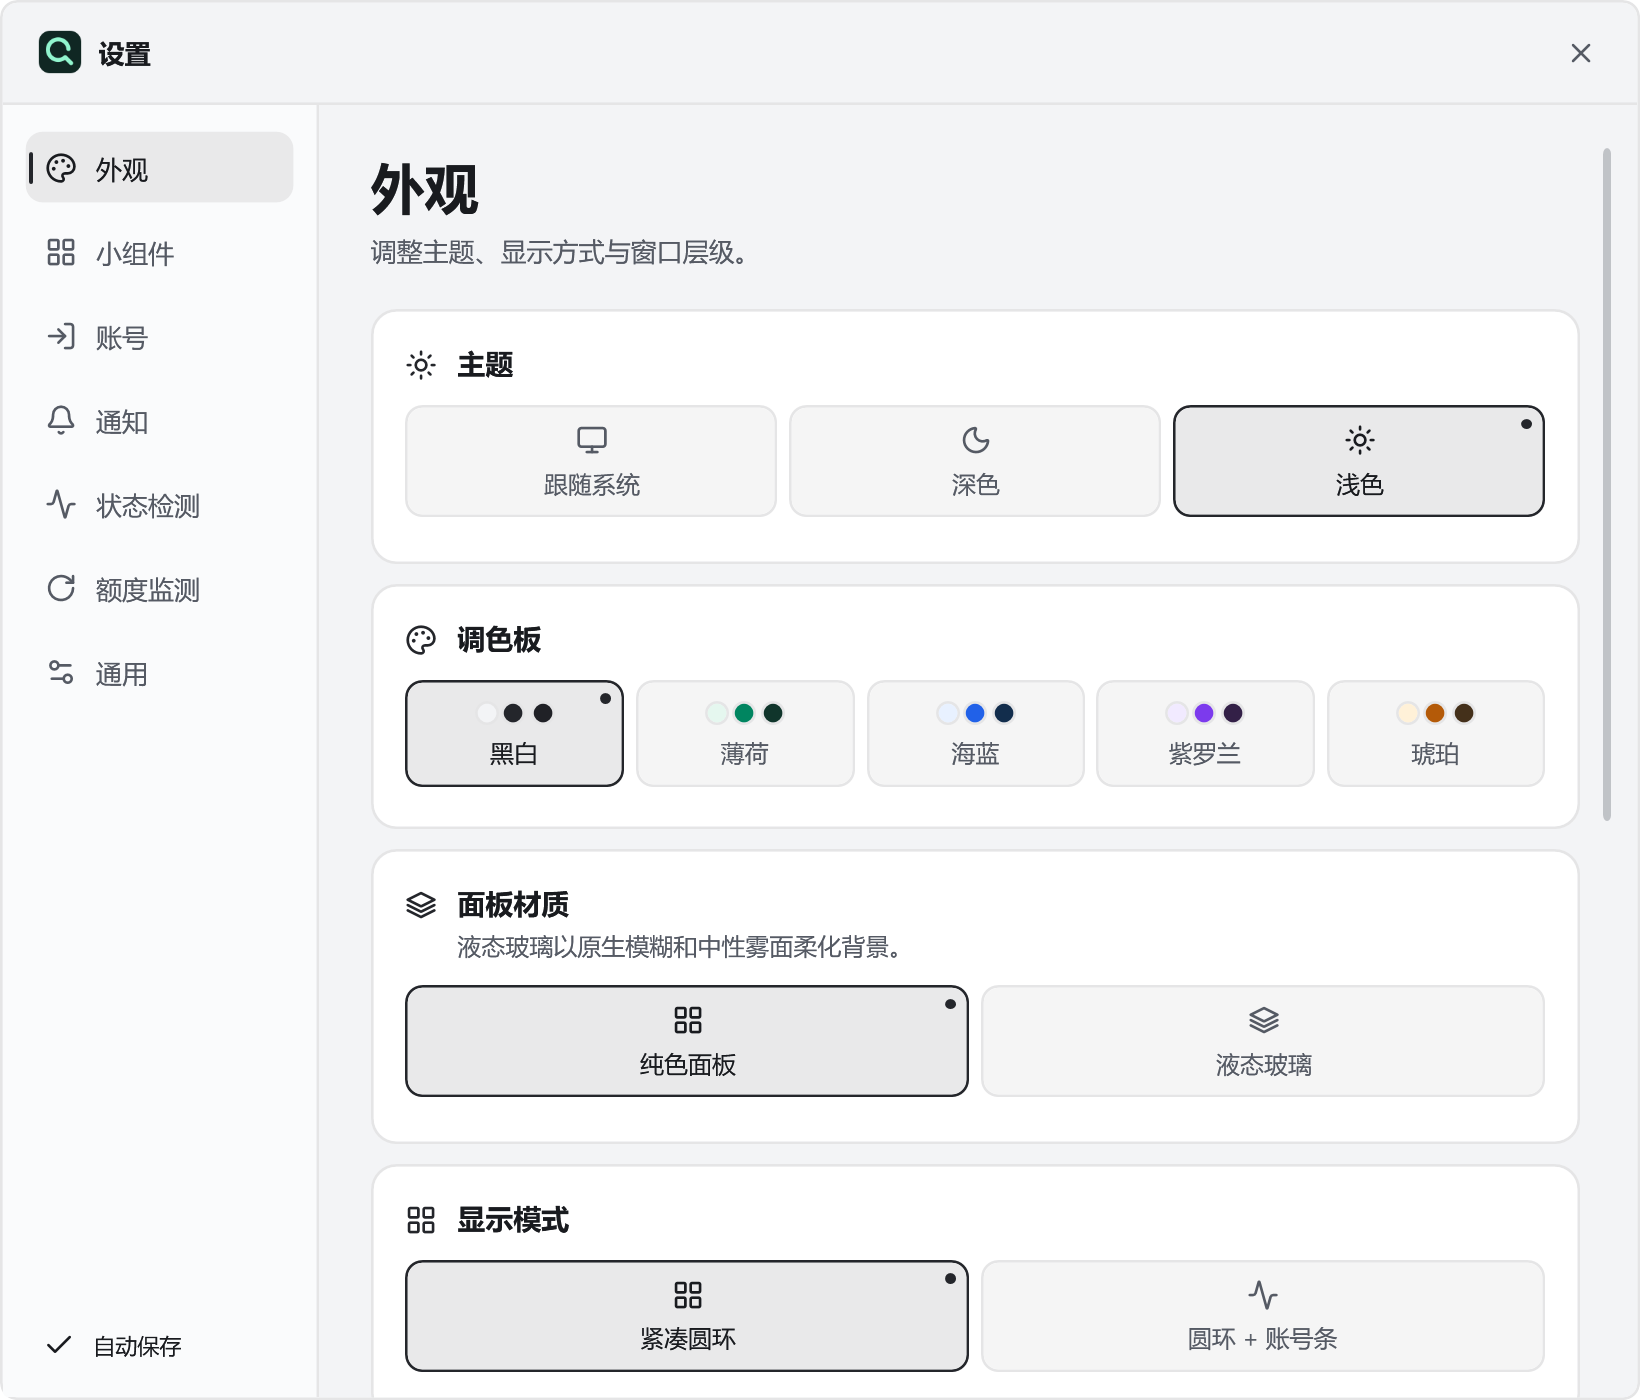 设置
外观
小组件
账号
通知
状态检测
额度监测
通用
自动保存
外观
调整主题、显示方式与窗口层级。
主题
跟随系统
深色
浅色
调色板
黑白
薄荷
海蓝
紫罗兰
琥珀
面板材质
液态玻璃以原生模糊和中性雾面柔化背景。
纯色面板
液态玻璃
显示模式
紧凑圆环
圆环 + 账号条